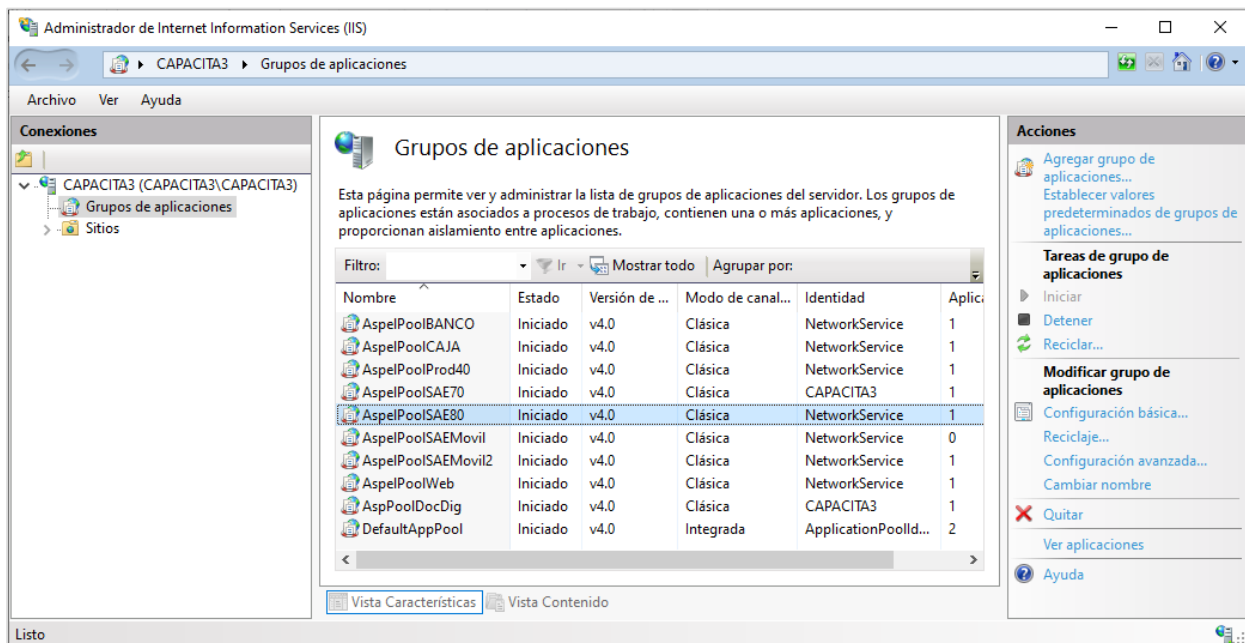 Administrador de Internet Information Services (IIS)
CAPACITA3 Grupos de aplicaciones
Archivo Ver Ayuda
Conexiones
CAPACITA3 (CAPACITA3\CAPACITA3)
Grupos de aplicaciones
Sitios
Grupos de aplicaciones
Esta página permite ver y administrar la lista de grupos de aplicaciones del servidor. Los grupos de
aplicaciones están asociados a procesos de trabajo, contienen una o más aplicaciones, y
proporcionan aislamiento entre aplicaciones.
Filtro: Ir Mostrar todo Agrupar por:
Nombre Estado Versión de ... Modo de canal... Identidad Aplica
AspelPoolBANCO Iniciado v4.0 Clásica NetworkService 1
AspelPoolCAJA Iniciado v4.0 Clásica NetworkService 1
AspelPoolProd40 Iniciado v4.0 Clásica NetworkService 1
AspelPoolSAE70 Iniciado v4.0 Clásica CAPACITA3 1
AspelPoolSAE80 Iniciado v4.0 Clásica NetworkService 1
AspelPoolSAEMovil Iniciado v4.0 Clásica NetworkService 0
AspelPoolSAEMovil2 Iniciado v4.0 Clásica NetworkService 1
AspelPoolWeb Iniciado v4.0 Clásica NetworkService 1
AspPoolDocDig Iniciado v4.0 Clásica CAPACITA3 1
DefaultAppPool Iniciado v4.0 Integrada ApplicationPoolId... 2
Vista Características Vista Contenido
Acciones
Agregar grupo de
aplicaciones...
Establecer valores
predeterminados de grupos de
aplicaciones...
Tareas de grupo de
aplicaciones
Iniciar
Detener
Reciclar...
Modificar grupo de
aplicaciones
Configuración básica...
Reciclaje...
Configuración avanzada...
Cambiar nombre
Quitar
Ver aplicaciones
Ayuda
Listo